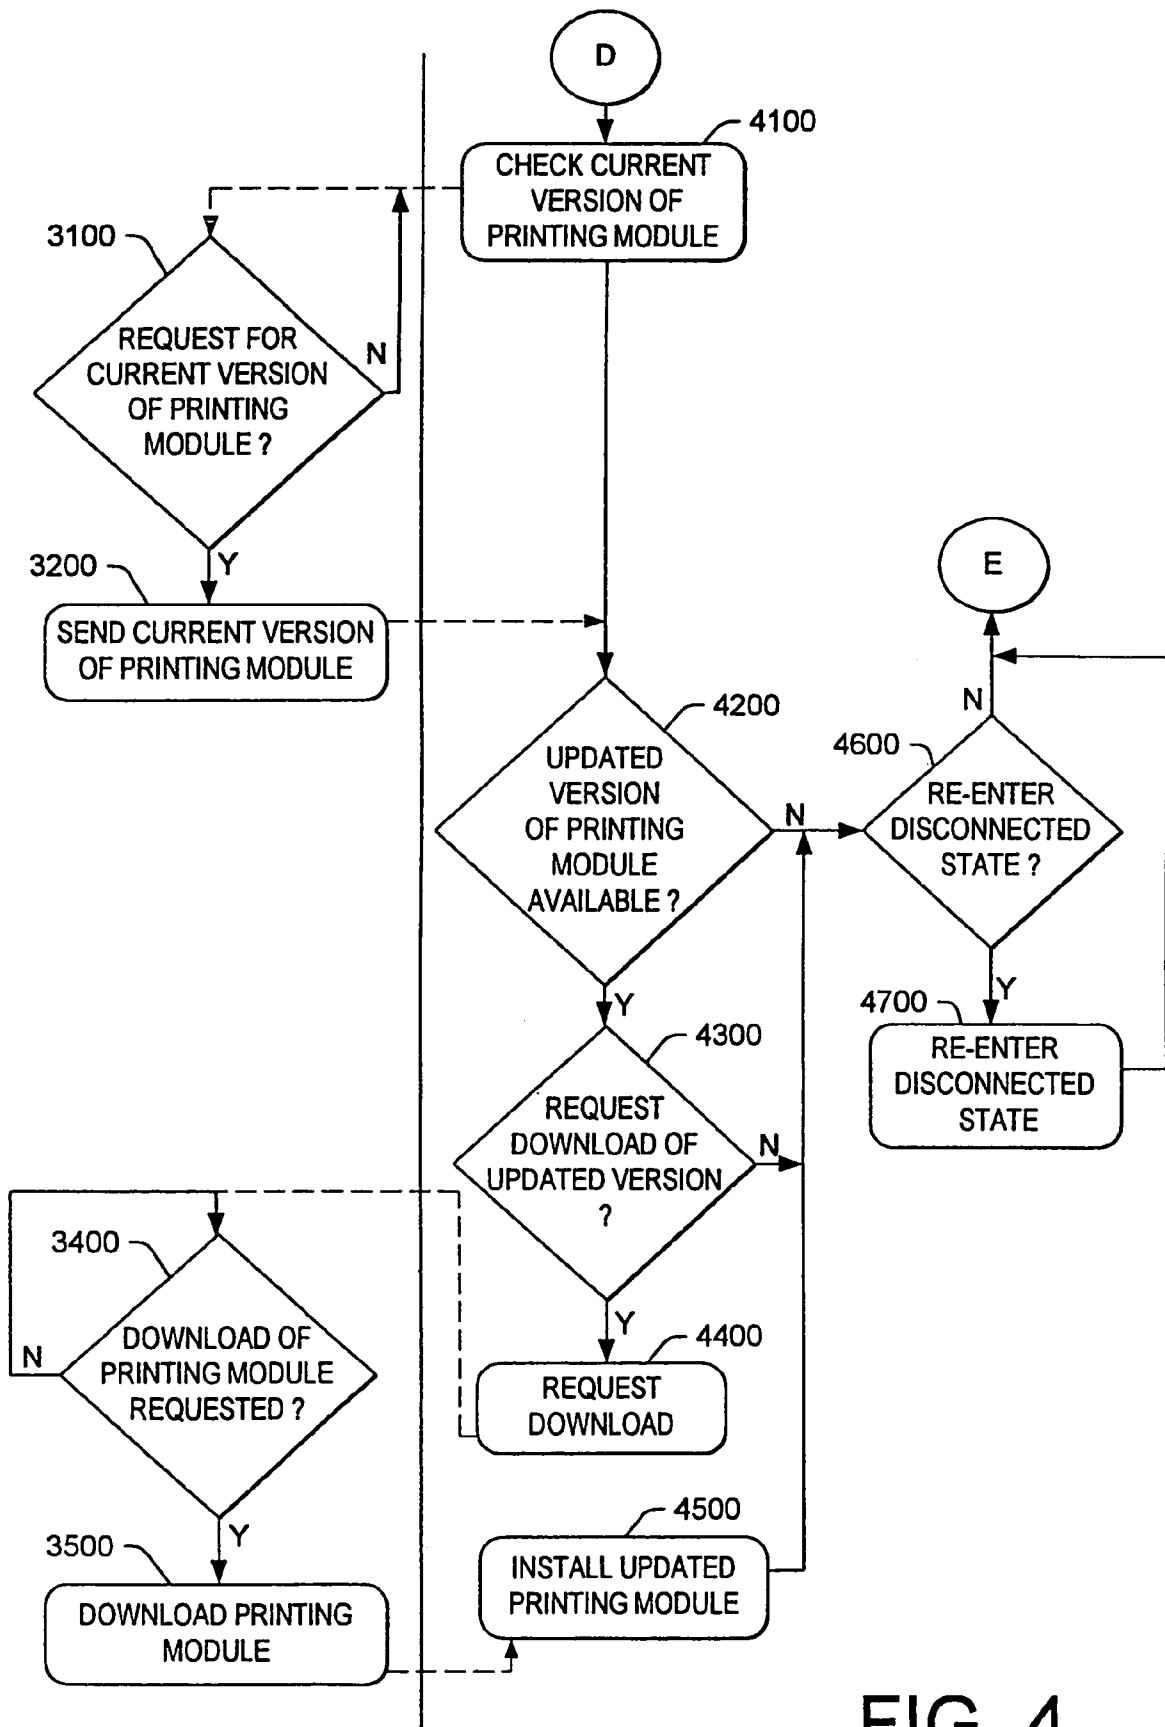 D
4100
CHECK CURRENT
VERSION OF
PRINTING MODULE
3100
REQUEST FOR
CURRENT VERSION
OF PRINTING
MODULE ?
N
Y
3200
SEND CURRENT VERSION
OF PRINTING MODULE
E
4200
UPDATED
VERSION
OF PRINTING
MODULE
AVAILABLE ?
N
Y
N
4600
RE-ENTER
DISCONNECTED
STATE ?
Y
4700
RE-ENTER
DISCONNECTED
STATE
4300
REQUEST
DOWNLOAD OF
UPDATED VERSION
?
N
Y
4400
REQUEST
DOWNLOAD
3400
DOWNLOAD OF
PRINTING MODULE
REQUESTED ?
N
Y
3500
DOWNLOAD PRINTING
MODULE
4500
INSTALL UPDATED
PRINTING MODULE
FIG. 4